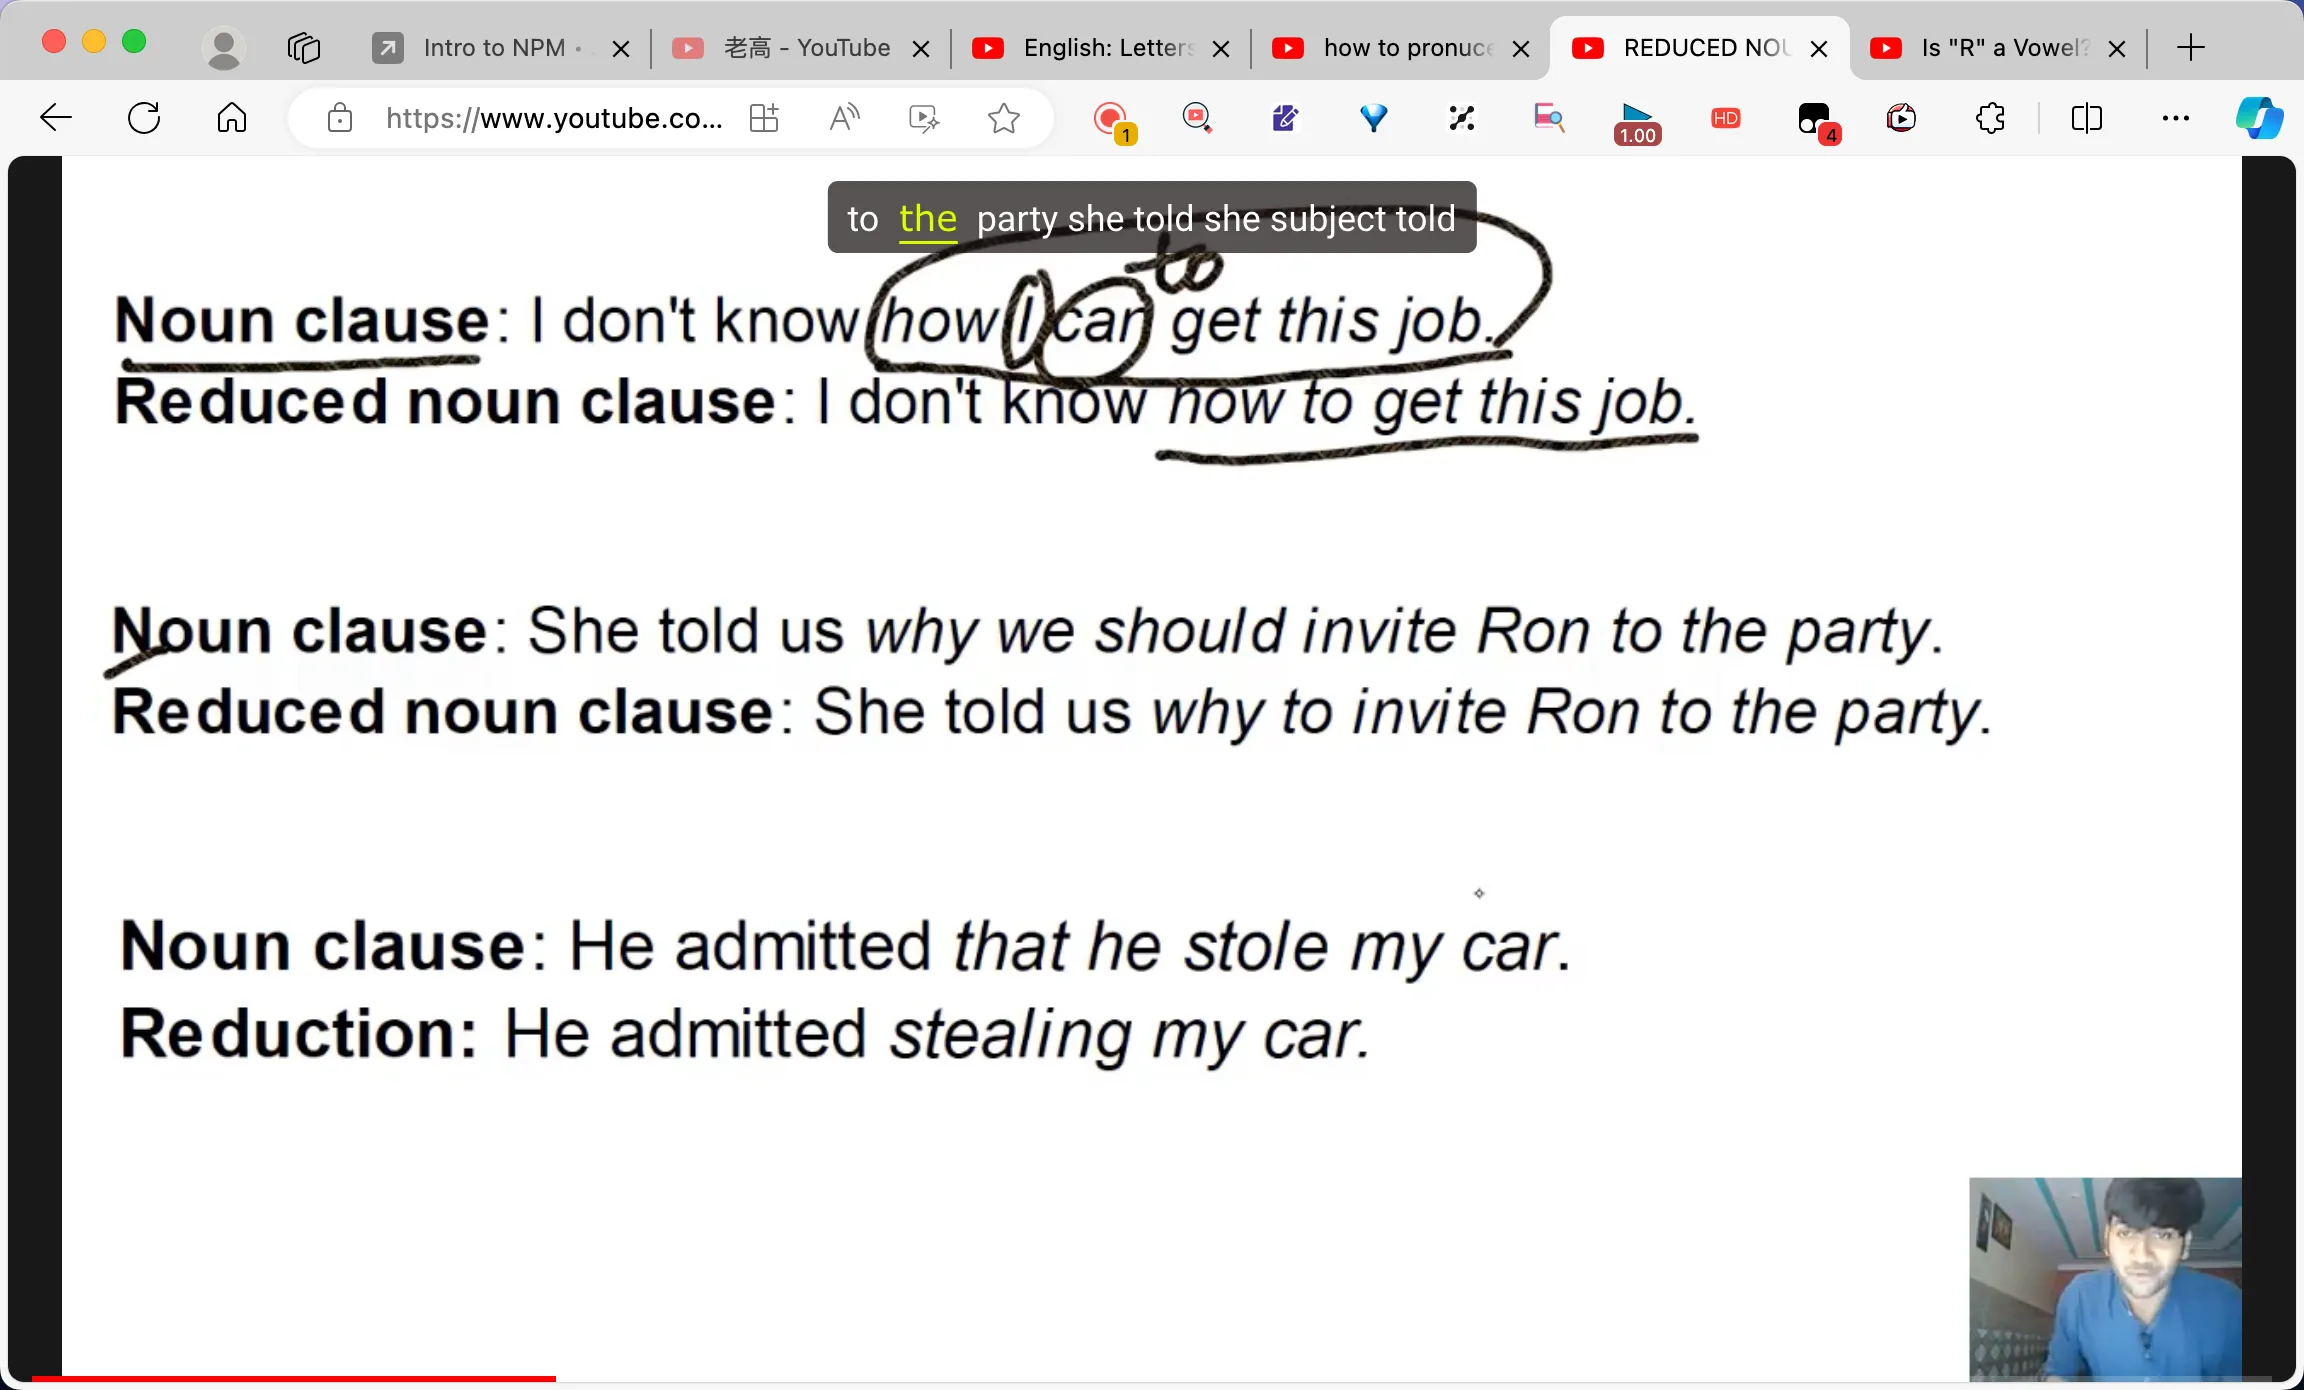 Intro to NPM ·
老高 - YouTube
English: Letters
how to pronuce
REDUCED NOU
Is "R" a Vowel?
https://www.youtube.co...
1
1.00
HD
4
to the party she told she subject told
to
Noun clause: I don't know how I can get this job.
Reduced noun clause: I don't know how to get this job.
Noun clause: She told us why we should invite Ron to the party.
Reduced noun clause: She told us why to invite Ron to the party.
Noun clause: He admitted that he stole my car.
Reduction: He admitted stealing my car.